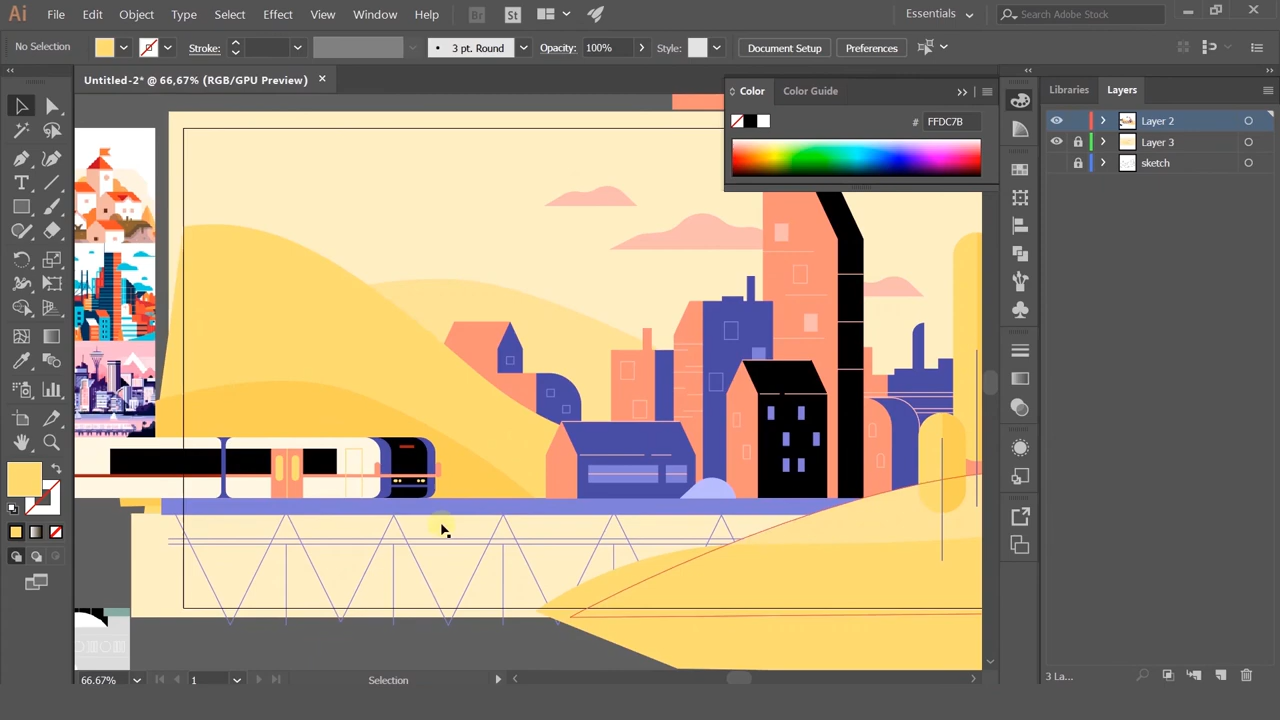 Ai File Edit Object Type Select Effect View Window Help Br St Essentials Search Adobe Stock
No Selection Stroke: 3 pt. Round Opacity: 100% Style: Document Setup Preferences
Untitled-2* @ 66,67% (RGB/GPU Preview)
Color Color Guide
# FFDC7B
Libraries Layers
Layer 2
Layer 3
sketch
66.67% 1 Selection
3 La...